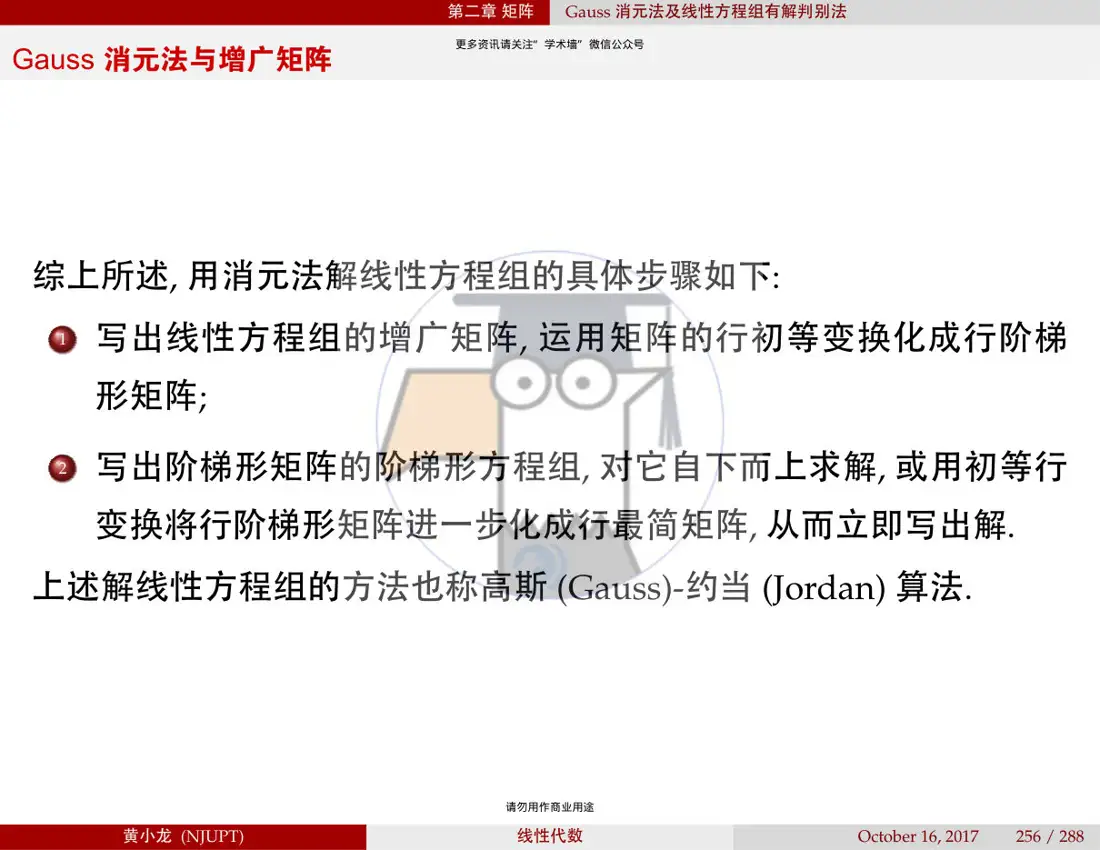 第二章 矩阵 Gauss 消元法及线性方程组有解判别法
更多资讯请关注“学术墙”微信公众号
Gauss 消元法与增广矩阵
综上所述, 用消元法解线性方程组的具体步骤如下:
1 写出线性方程组的增广矩阵, 运用矩阵的行初等变换化成行阶梯
形矩阵;
2 写出阶梯形矩阵的阶梯形方程组, 对它自下而上求解, 或用初等行
变换将行阶梯形矩阵进一步化成行最简矩阵, 从而立即写出解.
上述解线性方程组的方法也称高斯 (Gauss)-约当 (Jordan) 算法.
请勿用作商业用途
黄小龙 (NJUPT) 线性代数 October 16, 2017 256 / 288